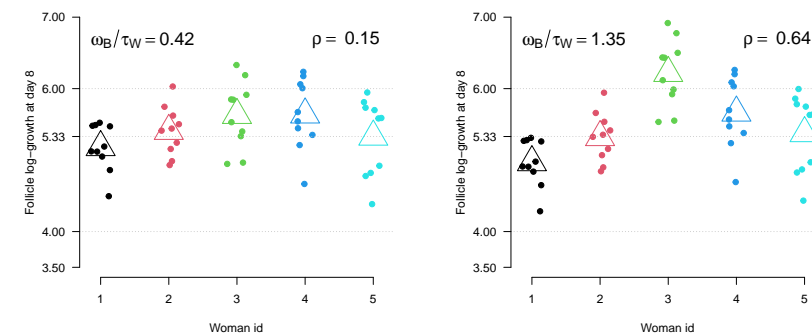 7.00
ω_B/τ_W = 0.42
ρ = 0.15
6.00
5.33
4.00
3.50
Follicle log−growth at day 8
1 2 3 4 5
Woman id
7.00
ω_B/τ_W = 1.35
ρ = 0.64
6.00
5.33
4.00
3.50
Follicle log−growth at day 8
1 2 3 4 5
Woman id